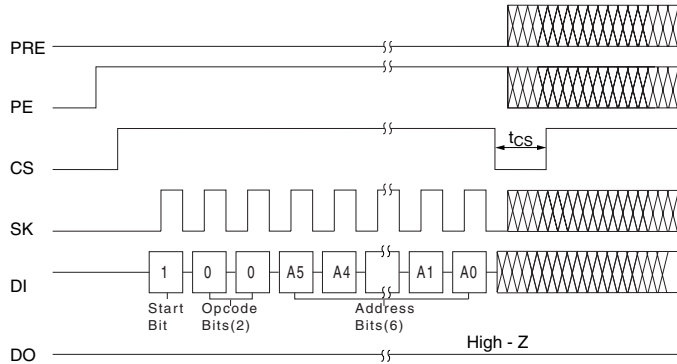 PRE
PE
CS
tCS
SK
DI
1 0 0 A5 A4 A1 A0
Start Bit
Opcode Bits(2)
Address Bits(6)
High - Z
DO